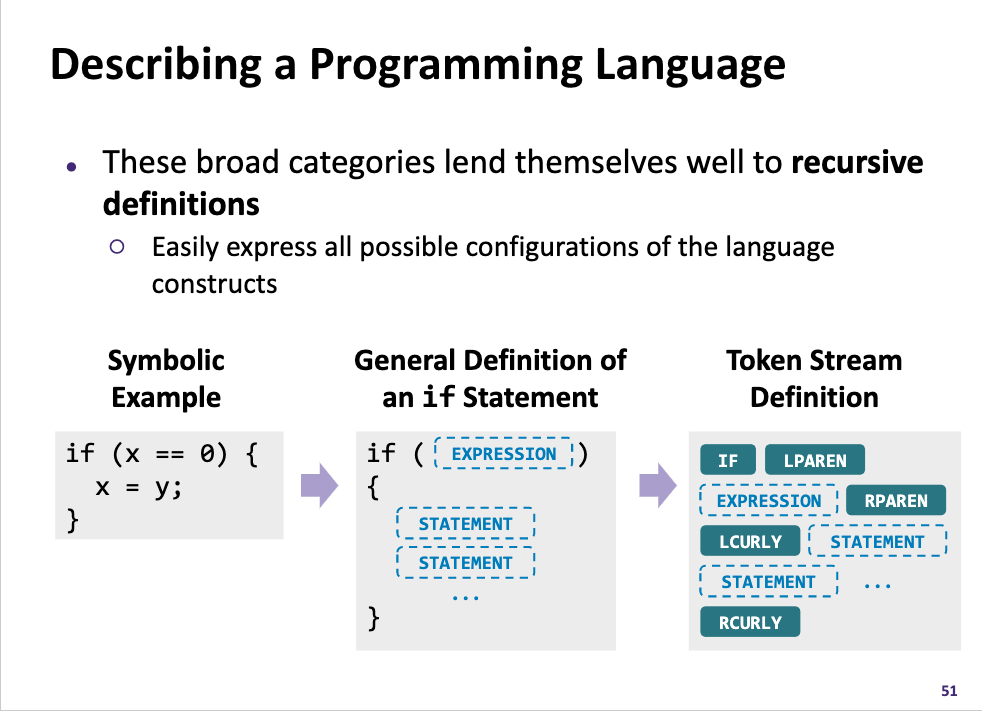 Describing a Programming Language
• These broad categories lend themselves well to recursive
definitions
○ Easily express all possible configurations of the language
constructs
Symbolic
Example
if (x == 0) {
x = y;
}
General Definition of
an if Statement
if ( EXPRESSION )
{
STATEMENT
STATEMENT
...
}
Token Stream
Definition
IF LPAREN
EXPRESSION RPAREN
LCURLY STATEMENT
STATEMENT ...
RCURLY
51